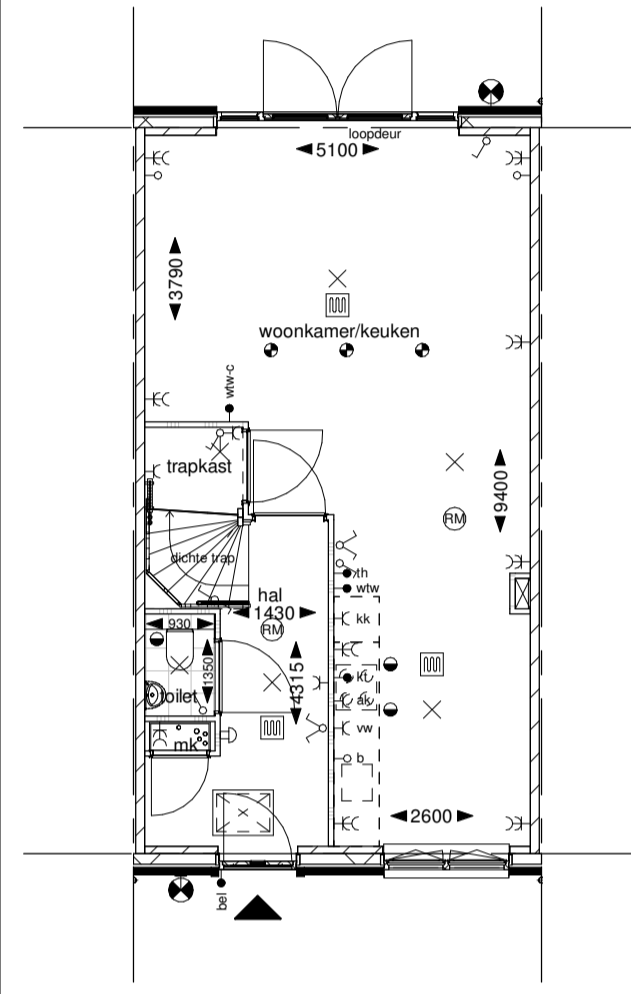 loopdeur
5100
3790
woonkamer/keuken
wtw-c
trapkast
9400
RM
dichte trap
th
wtw
hal
1430
kk
930
RM
1350
4315
toilet
kt
ak
vw
mk
b
x
2600
bel